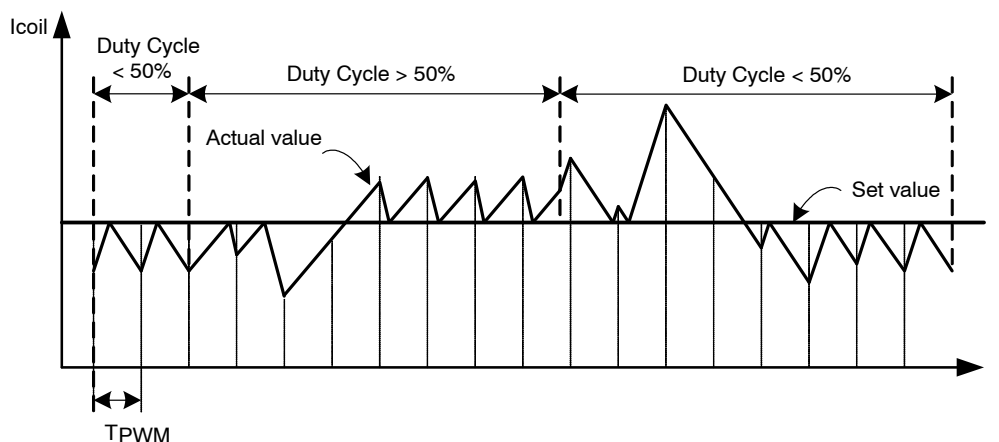 Icoil
Duty Cycle
< 50%
Duty Cycle > 50%
Duty Cycle < 50%
Actual value
Set value
TPWM